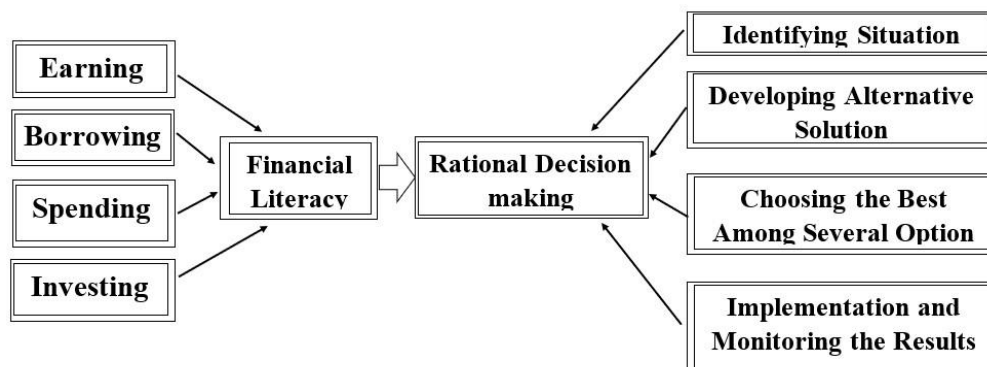 Earning
Borrowing
Spending
Investing
Financial
Literacy
Rational Decision
making
Identifying Situation
Developing Alternative
Solution
Choosing the Best
Among Several Option
Implementation and
Monitoring the Results